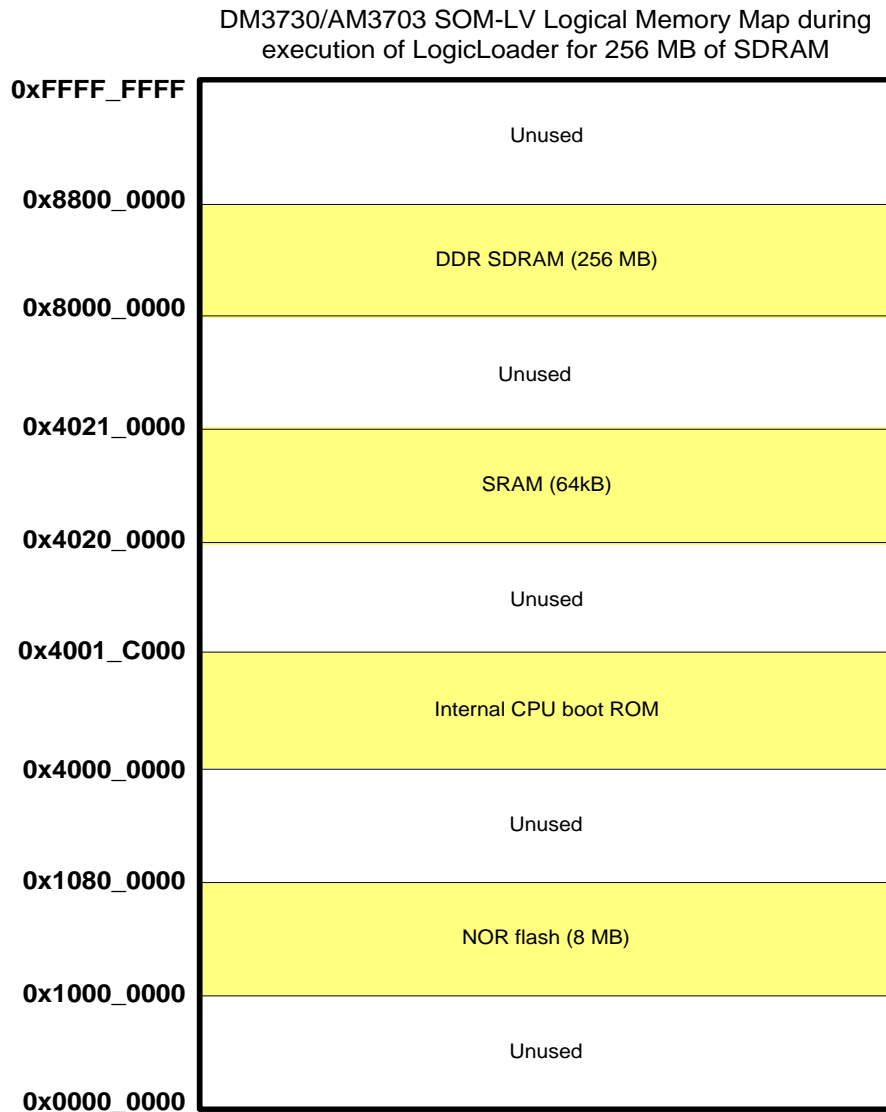 DM3730/AM3703 SOM-LV Logical Memory Map during
execution of LogicLoader for 256 MB of SDRAM
0xFFFF_FFFF
Unused
0x8800_0000
DDR SDRAM (256 MB)
0x8000_0000
Unused
0x4021_0000
SRAM (64kB)
0x4020_0000
Unused
0x4001_C000
Internal CPU boot ROM
0x4000_0000
Unused
0x1080_0000
NOR flash (8 MB)
0x1000_0000
Unused
0x0000_0000